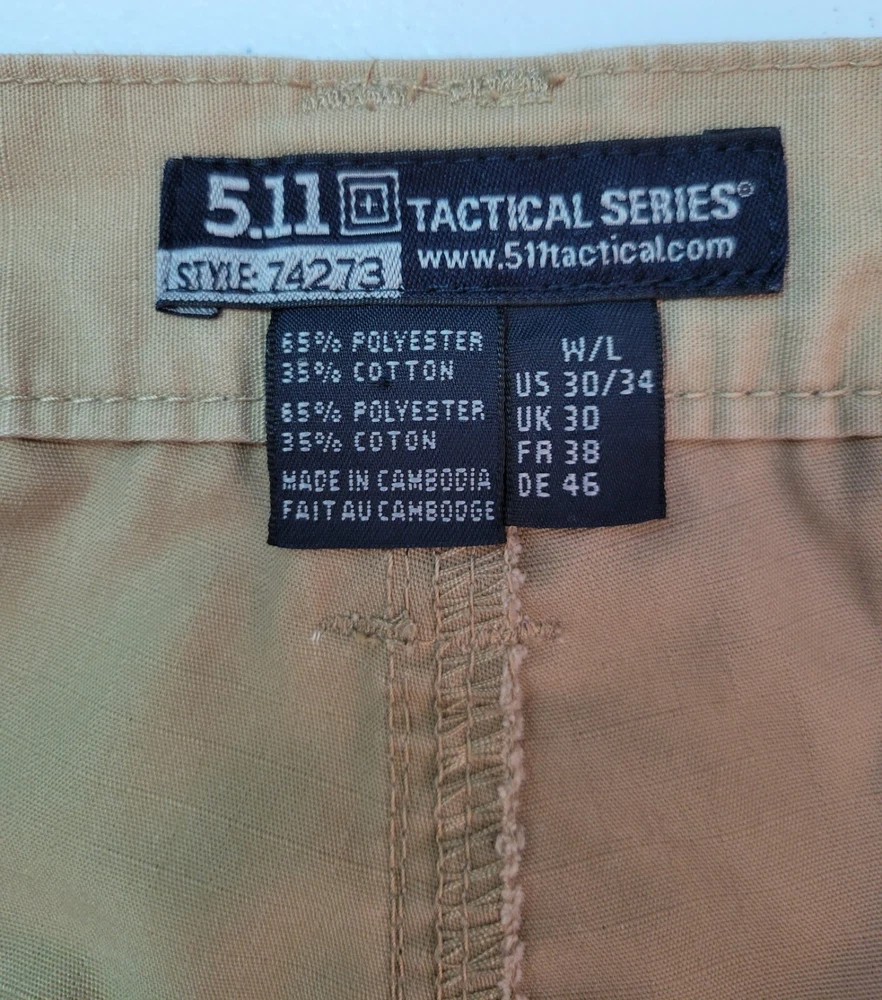 5.11 TACTICAL SERIES®
www.511tactical.com
STYLE: 74273
65% POLYESTER
35% COTTON
65% POLYESTER
35% COTON
MADE IN CAMBODIA
FAIT AU CAMBODGE
W/L
US 30/34
UK 30
FR 38
DE 46